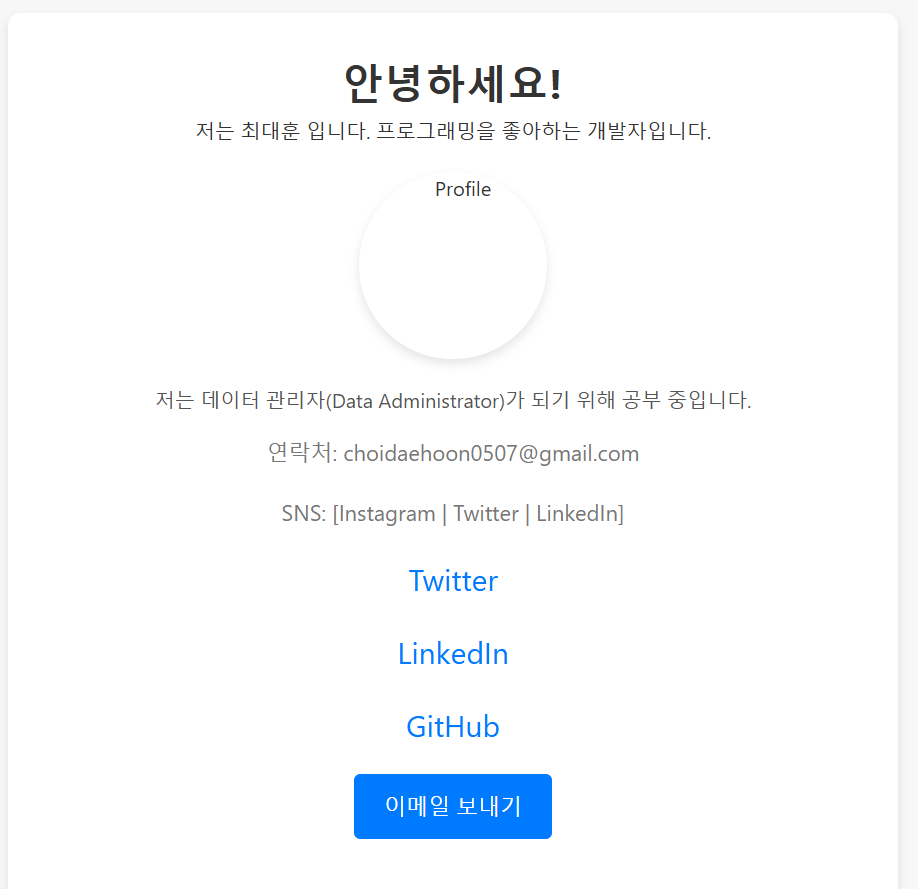 안녕하세요!
저는 최대훈 입니다. 프로그래밍을 좋아하는 개발자입니다.
Profile
저는 데이터 관리자(Data Administrator)가 되기 위해 공부 중입니다.
연락처: choidaehoon0507@gmail.com
SNS: [Instagram | Twitter | LinkedIn]
Twitter
LinkedIn
GitHub
이메일 보내기